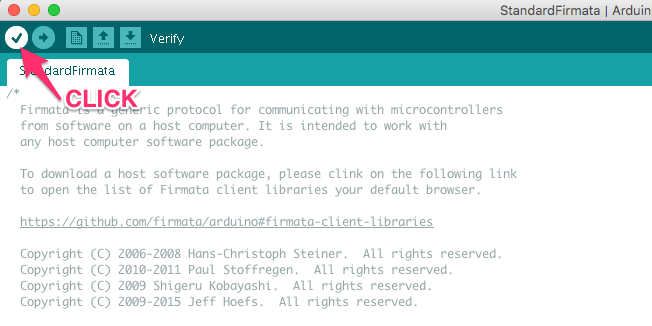 StandardFirmata | Arduin
Verify
StandardFirmata
CLICK
/*
Firmata is a generic protocol for communicating with microcontrollers
from software on a host computer. It is intended to work with
any host computer software package.
To download a host software package, please clink on the following link
to open the list of Firmata client libraries your default browser.
https://github.com/firmata/arduino#firmata-client-libraries
Copyright (C) 2006-2008 Hans-Christoph Steiner.  All rights reserved.
Copyright (C) 2010-2011 Paul Stoffregen.  All rights reserved.
Copyright (C) 2009 Shigeru Kobayashi.  All rights reserved.
Copyright (C) 2009-2015 Jeff Hoefs.  All rights reserved.